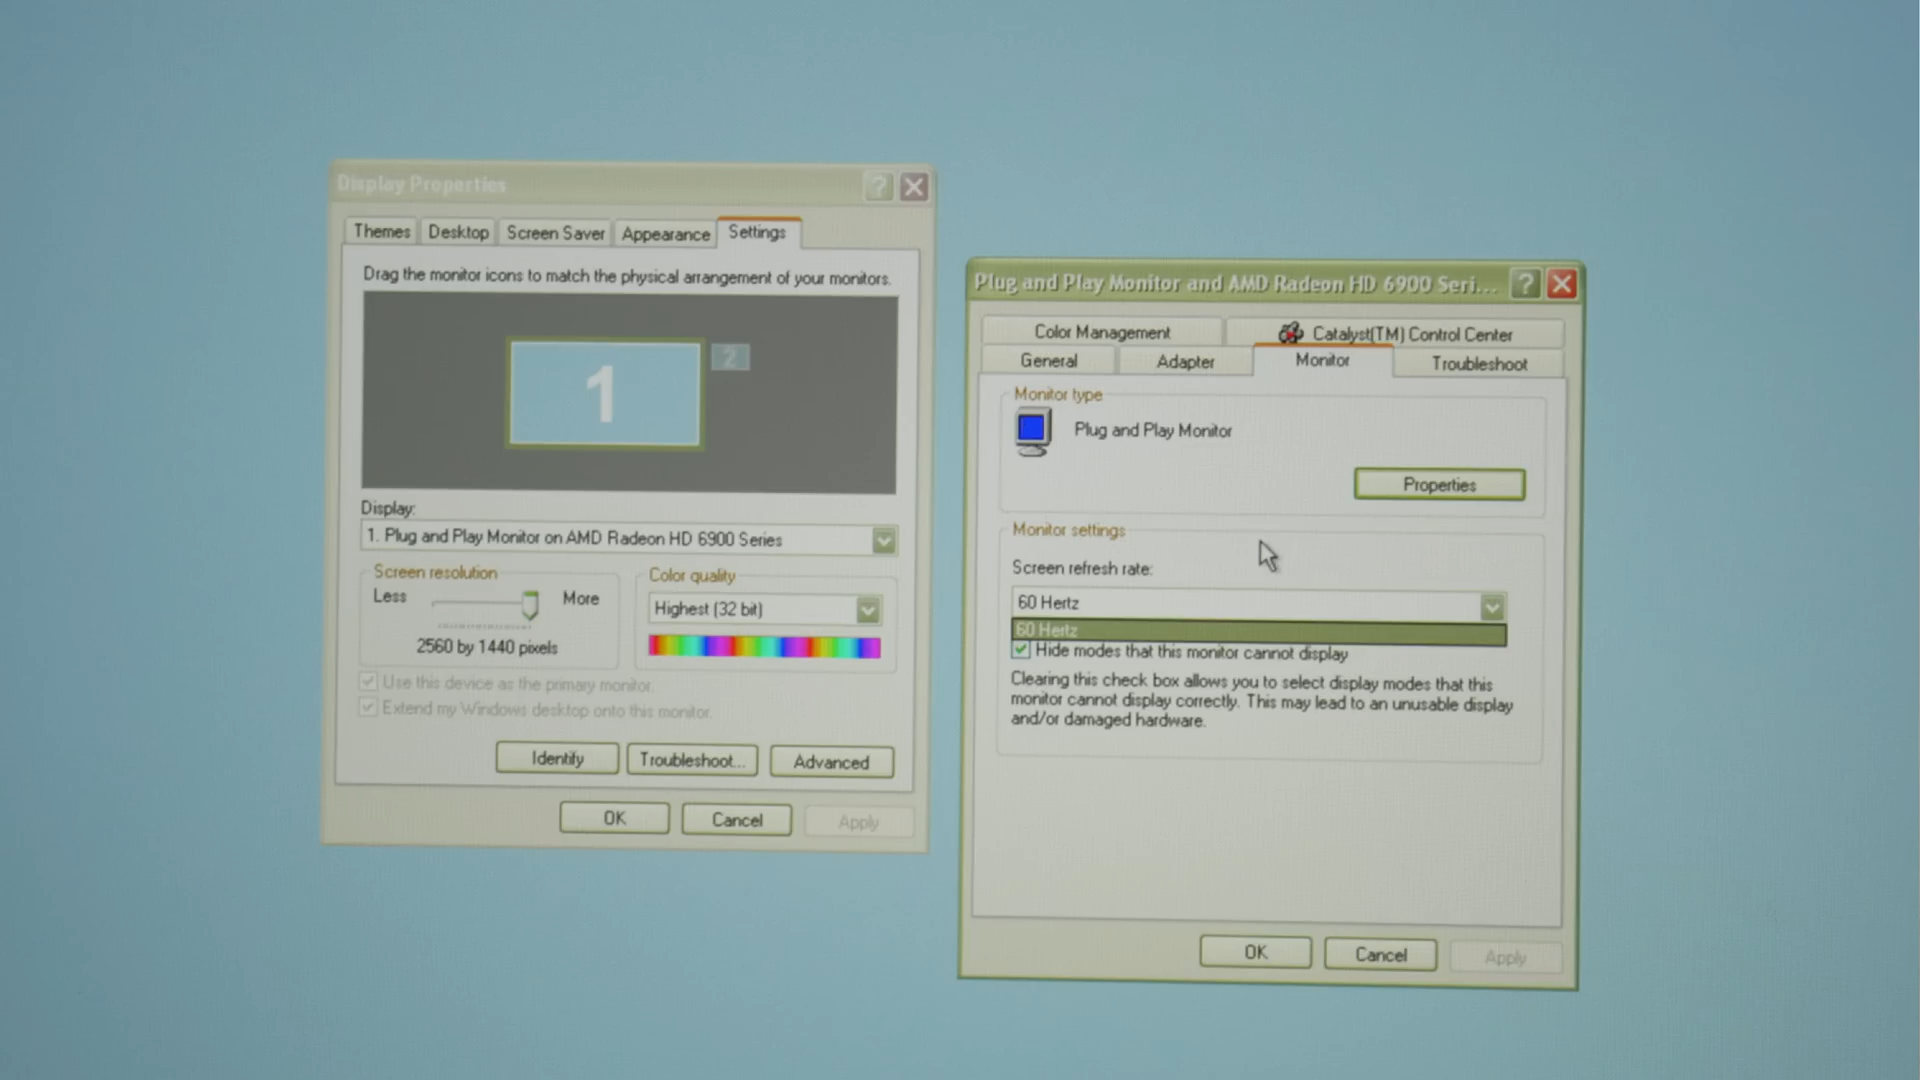 Display Properties
?
Themes Desktop Screen Saver Appearance Settings
Drag the monitor icons to match the physical arrangement of your monitors.
1
2
Display:
1. Plug and Play Monitor on AMD Radeon HD 6900 Series
Screen resolution
Less More
2560 by 1440 pixels
Color quality
Highest (32 bit)
Use this device as the primary monitor.
Extend my Windows desktop onto this monitor.
Identify Troubleshoot... Advanced
OK Cancel Apply
Plug and Play Monitor and AMD Radeon HD 6900 Seri...
?
Color Management Catalyst(TM) Control Center
General Adapter Monitor Troubleshoot
Monitor type
Plug and Play Monitor
Properties
Monitor settings
Screen refresh rate:
60 Hertz
60 Hertz
Hide modes that this monitor cannot display
Clearing this check box allows you to select display modes that this
monitor cannot display correctly. This may lead to an unusable display
and/or damaged hardware.
OK Cancel Apply